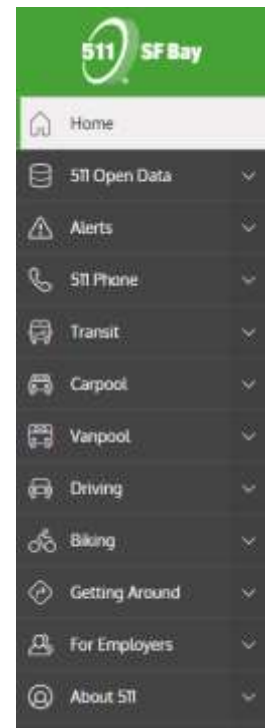 511 SF Bay
Home
511 Open Data
Alerts
511 Phone
Transit
Carpool
Vanpool
Driving
Biking
Getting Around
For Employers
About 511